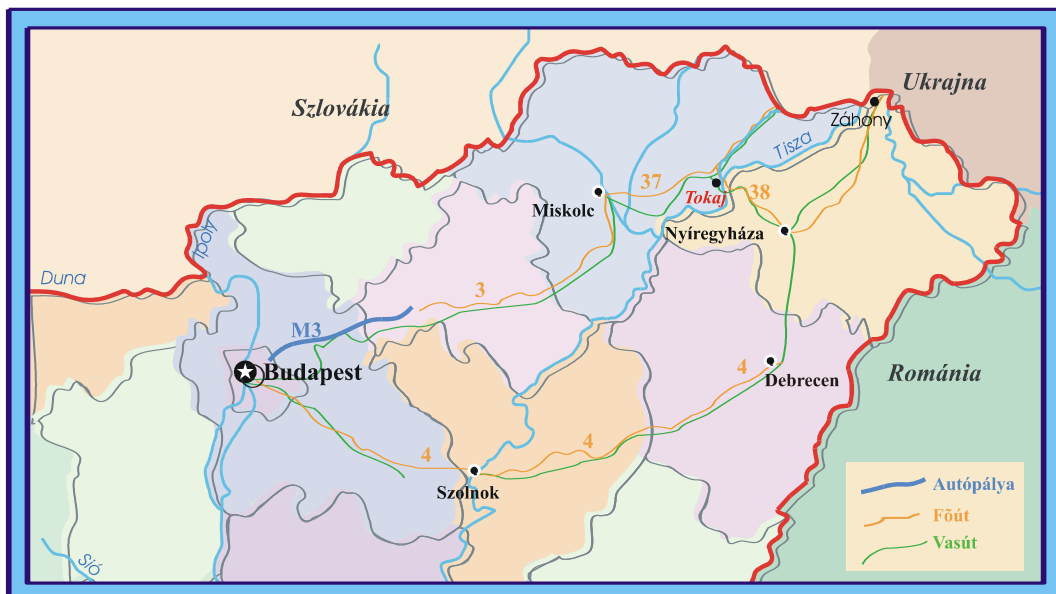 Ukrajna
Szlovákia
Záhony
Tisza
37
Tokaj
38
Miskolc
Nyíregyháza
Ipoly
Duna
3
M3
Budapest
4
Debrecen
Románia
4
4
Szolnok
Sió
Autópálya
Fõút
Vasút